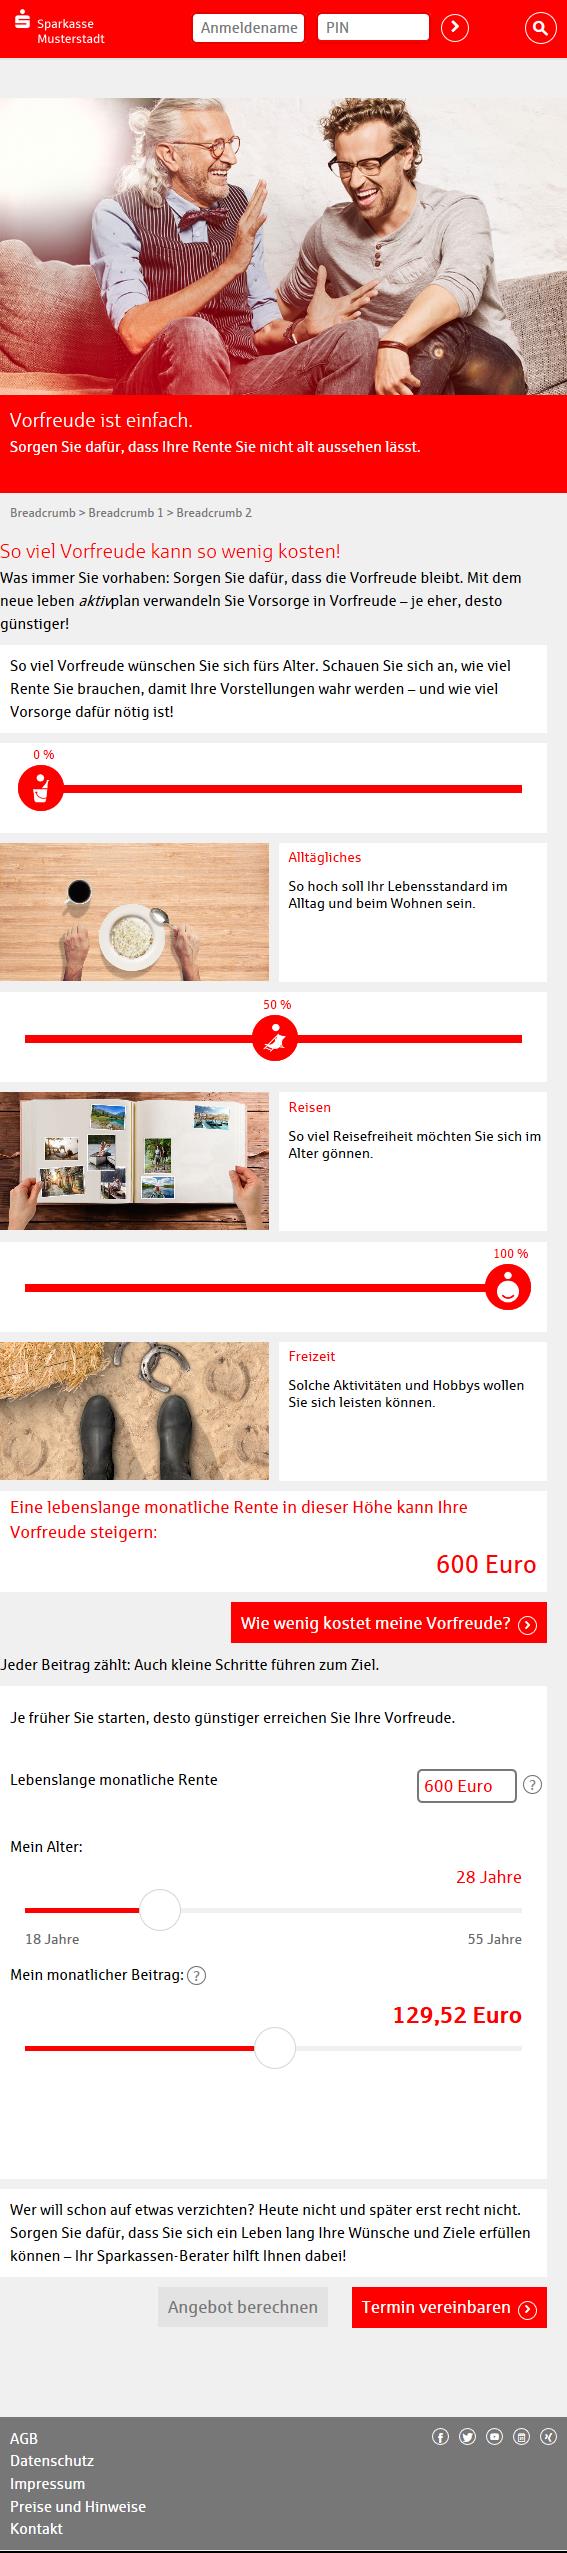 Sparkasse
Musterstadt
Anmeldename
PIN
Vorfreude ist einfach.
Sorgen Sie dafür, dass Ihre Rente Sie nicht alt aussehen lässt.
Breadcrumb > Breadcrumb 1 > Breadcrumb 2
So viel Vorfreude kann so wenig kosten!
Was immer Sie vorhaben: Sorgen Sie dafür, dass die Vorfreude bleibt. Mit dem
neue leben aktivplan verwandeln Sie Vorsorge in Vorfreude – je eher, desto
günstiger!
So viel Vorfreude wünschen Sie sich fürs Alter. Schauen Sie sich an, wie viel
Rente Sie brauchen, damit Ihre Vorstellungen wahr werden – und wie viel
Vorsorge dafür nötig ist!
0 %
Alltägliches
So hoch soll Ihr Lebensstandard im
Alltag und beim Wohnen sein.
50 %
Reisen
So viel Reisefreiheit möchten Sie sich im
Alter gönnen.
100 %
Freizeit
Solche Aktivitäten und Hobbys wollen
Sie sich leisten können.
Eine lebenslange monatliche Rente in dieser Höhe kann Ihre
Vorfreude steigern:
600 Euro
Wie wenig kostet meine Vorfreude?
Jeder Beitrag zählt: Auch kleine Schritte führen zum Ziel.
Je früher Sie starten, desto günstiger erreichen Sie Ihre Vorfreude.
Lebenslange monatliche Rente
600 Euro
?
Mein Alter:
28 Jahre
18 Jahre
55 Jahre
Mein monatlicher Beitrag: ?
129,52 Euro
Wer will schon auf etwas verzichten? Heute nicht und später erst recht nicht.
Sorgen Sie dafür, dass Sie sich ein Leben lang Ihre Wünsche und Ziele erfüllen
können – Ihr Sparkassen-Berater hilft Ihnen dabei!
Angebot berechnen
Termin vereinbaren
AGB
Datenschutz
Impressum
Preise und Hinweise
Kontakt